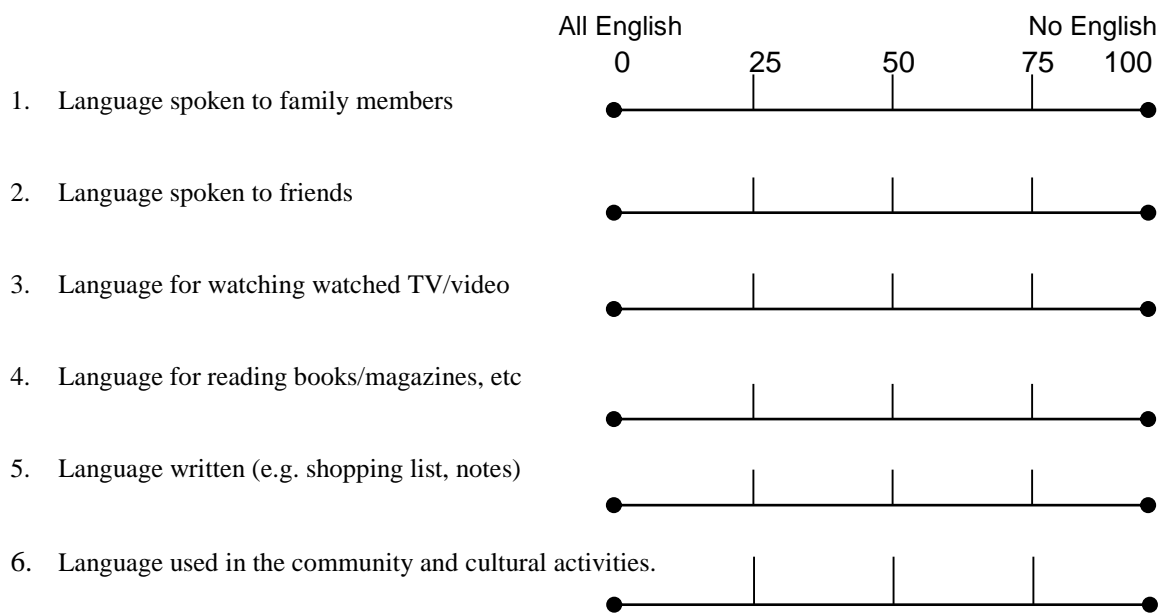 All English No English
0 25 50 75 100
1. Language spoken to family members
2. Language spoken to friends
3. Language for watching watched TV/video
4. Language for reading books/magazines, etc
5. Language written (e.g. shopping list, notes)
6. Language used in the community and cultural activities.